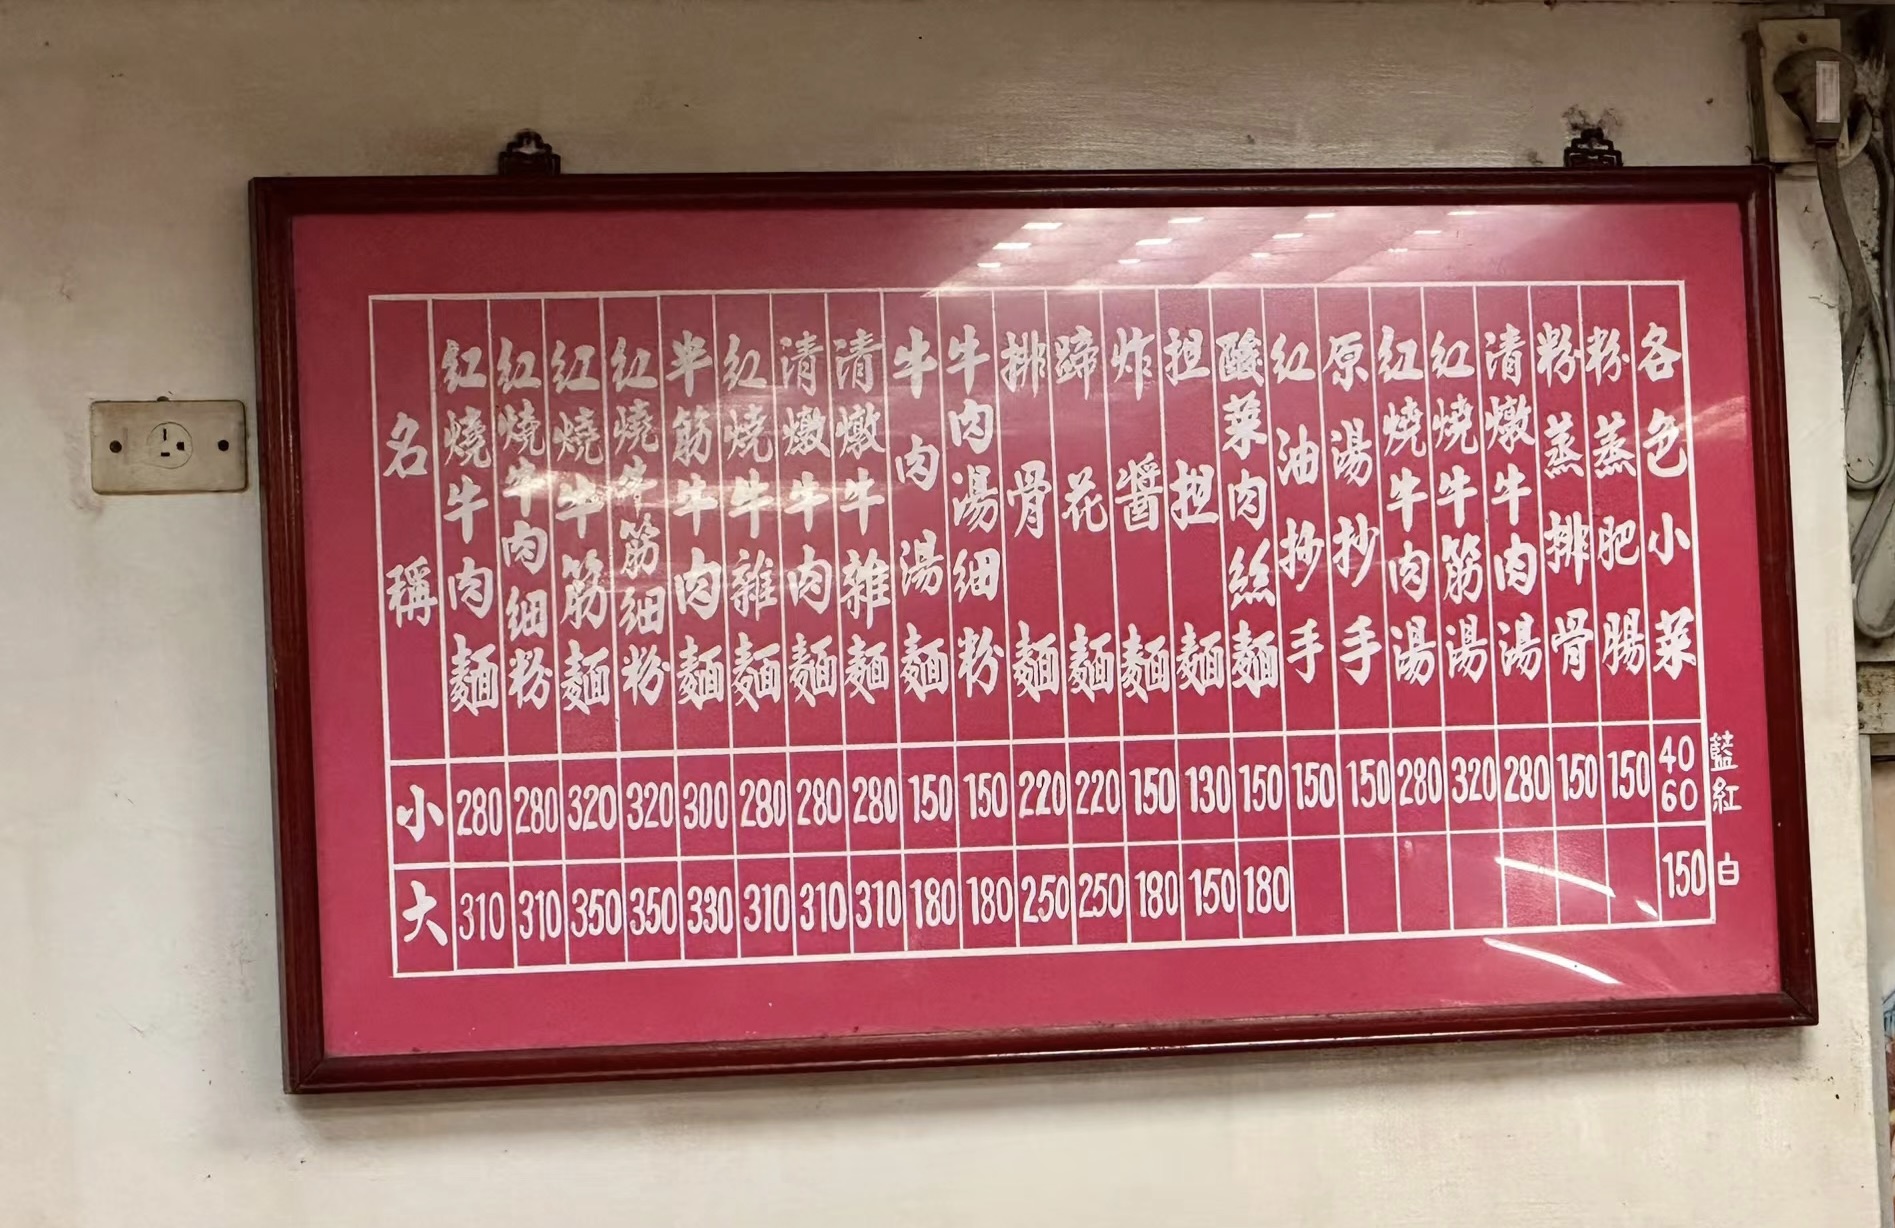 名稱 小 大
紅燒牛肉麵 280 310
紅燒牛肉細粉 280 310
紅燒牛筋麵 320 350
紅燒牛筋細粉 320 350
半筋牛肉麵 300 330
紅燒牛雜麵 280 310
清燉牛肉麵 280 310
清燉牛雜麵 280 310
牛肉湯麵 150 180
牛肉湯細粉 150 180
排骨麵 220 250
蹄花麵 220 250
炸醬麵 150 180
担担麵 130 150
酸菜肉絲麵 150 180
紅油抄手 150
原湯抄手 150
紅燒牛肉湯 280
紅燒牛筋湯 320
清燉牛肉湯 280
粉蒸排骨 150
粉蒸肥腸 150
各色小菜 40 60 150
藍紅 白